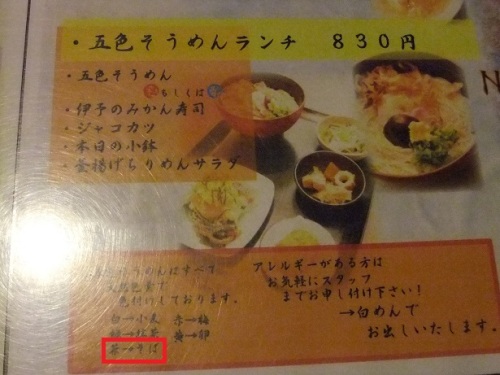 ・五色そうめんランチ 830円
・五色そうめん
もしくは
・伊予のみかん寿司
・ジャコカツ
・本日の小鉢
・釜揚げちりめんサラダ
そうめんはすべて
天然色素で
色付けしております。
白→小麦 赤→梅
緑→抹茶 黄→卵
茶→そば
アレルギーがある方は
お気軽にスタッフ
までお申し付け下さい!
→白めんで
お出しいたします。
N